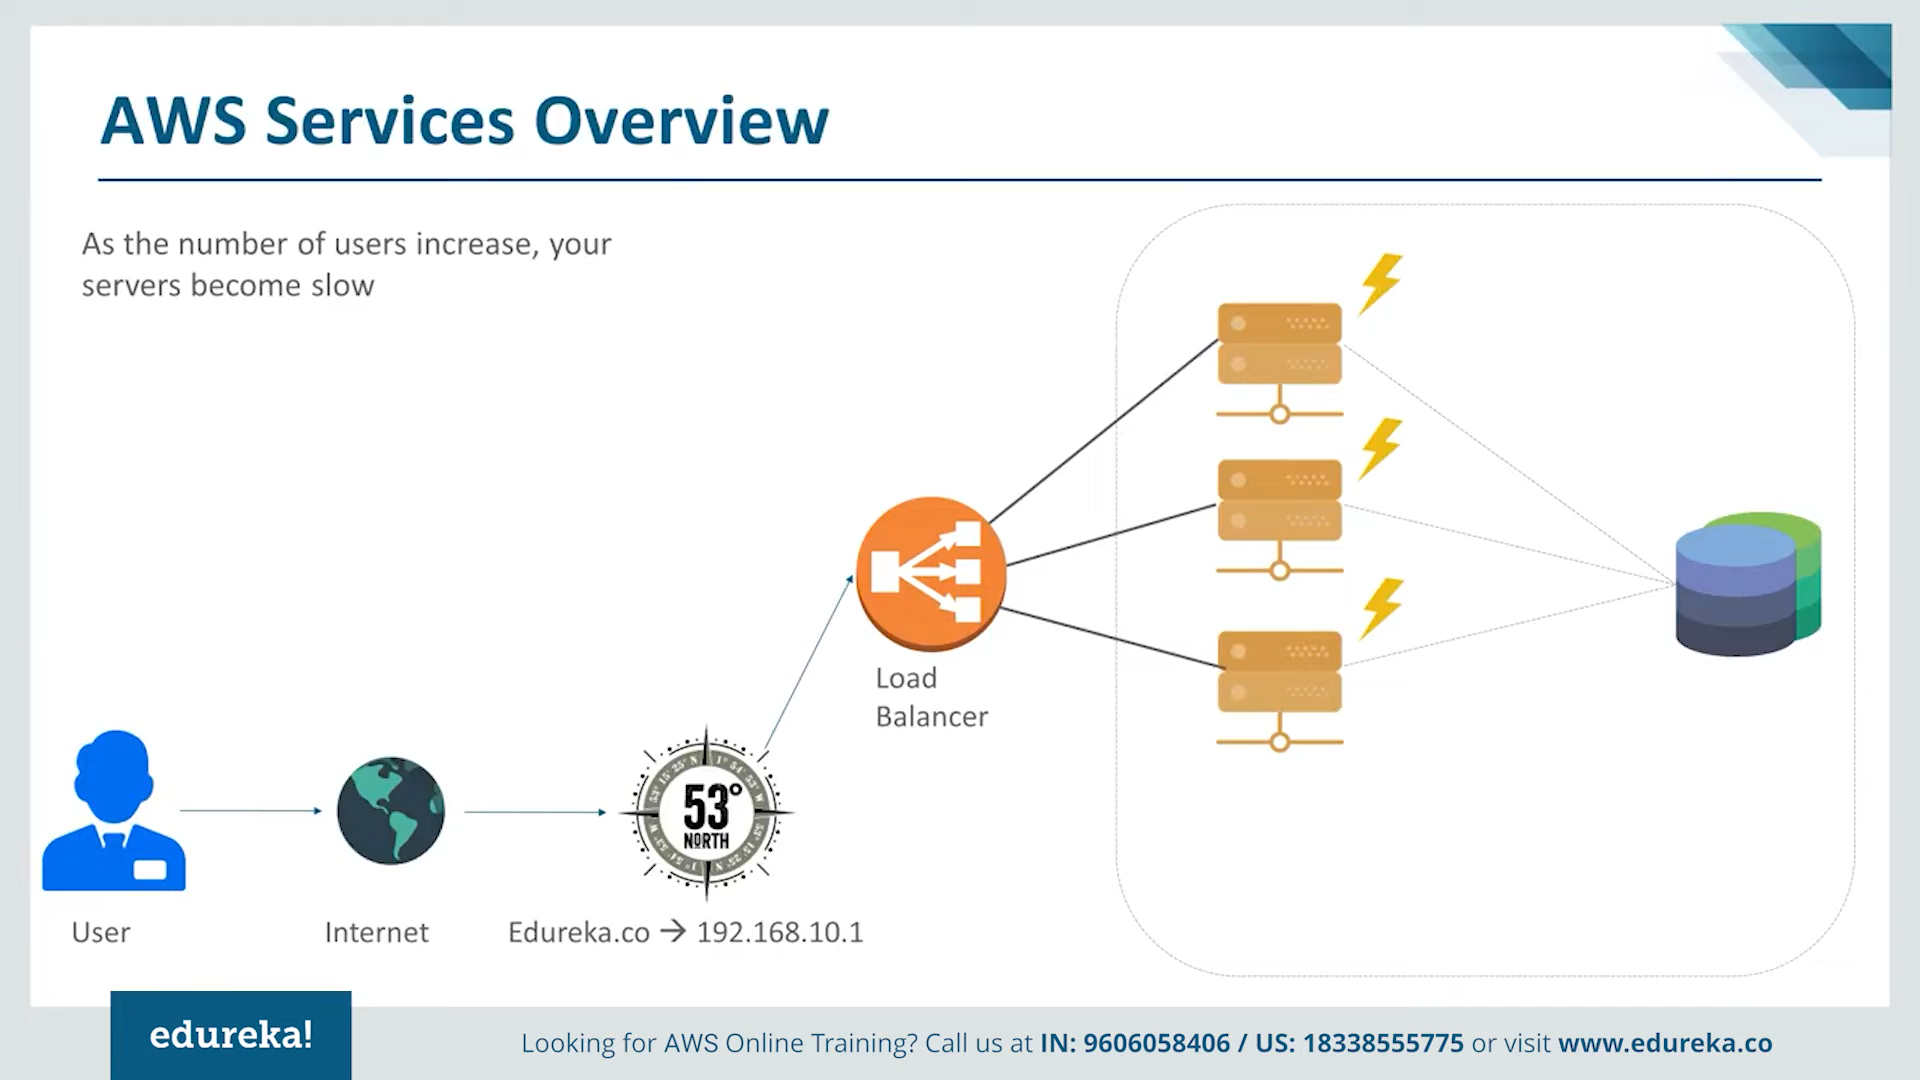 AWS Services Overview
As the number of users increase, your
servers become slow
Load
Balancer
53°
NORTH
User
Internet
Edureka.co → 192.168.10.1
edureka!
Looking for AWS Online Training? Call us at IN: 9606058406 / US: 18338555775 or visit www.edureka.co